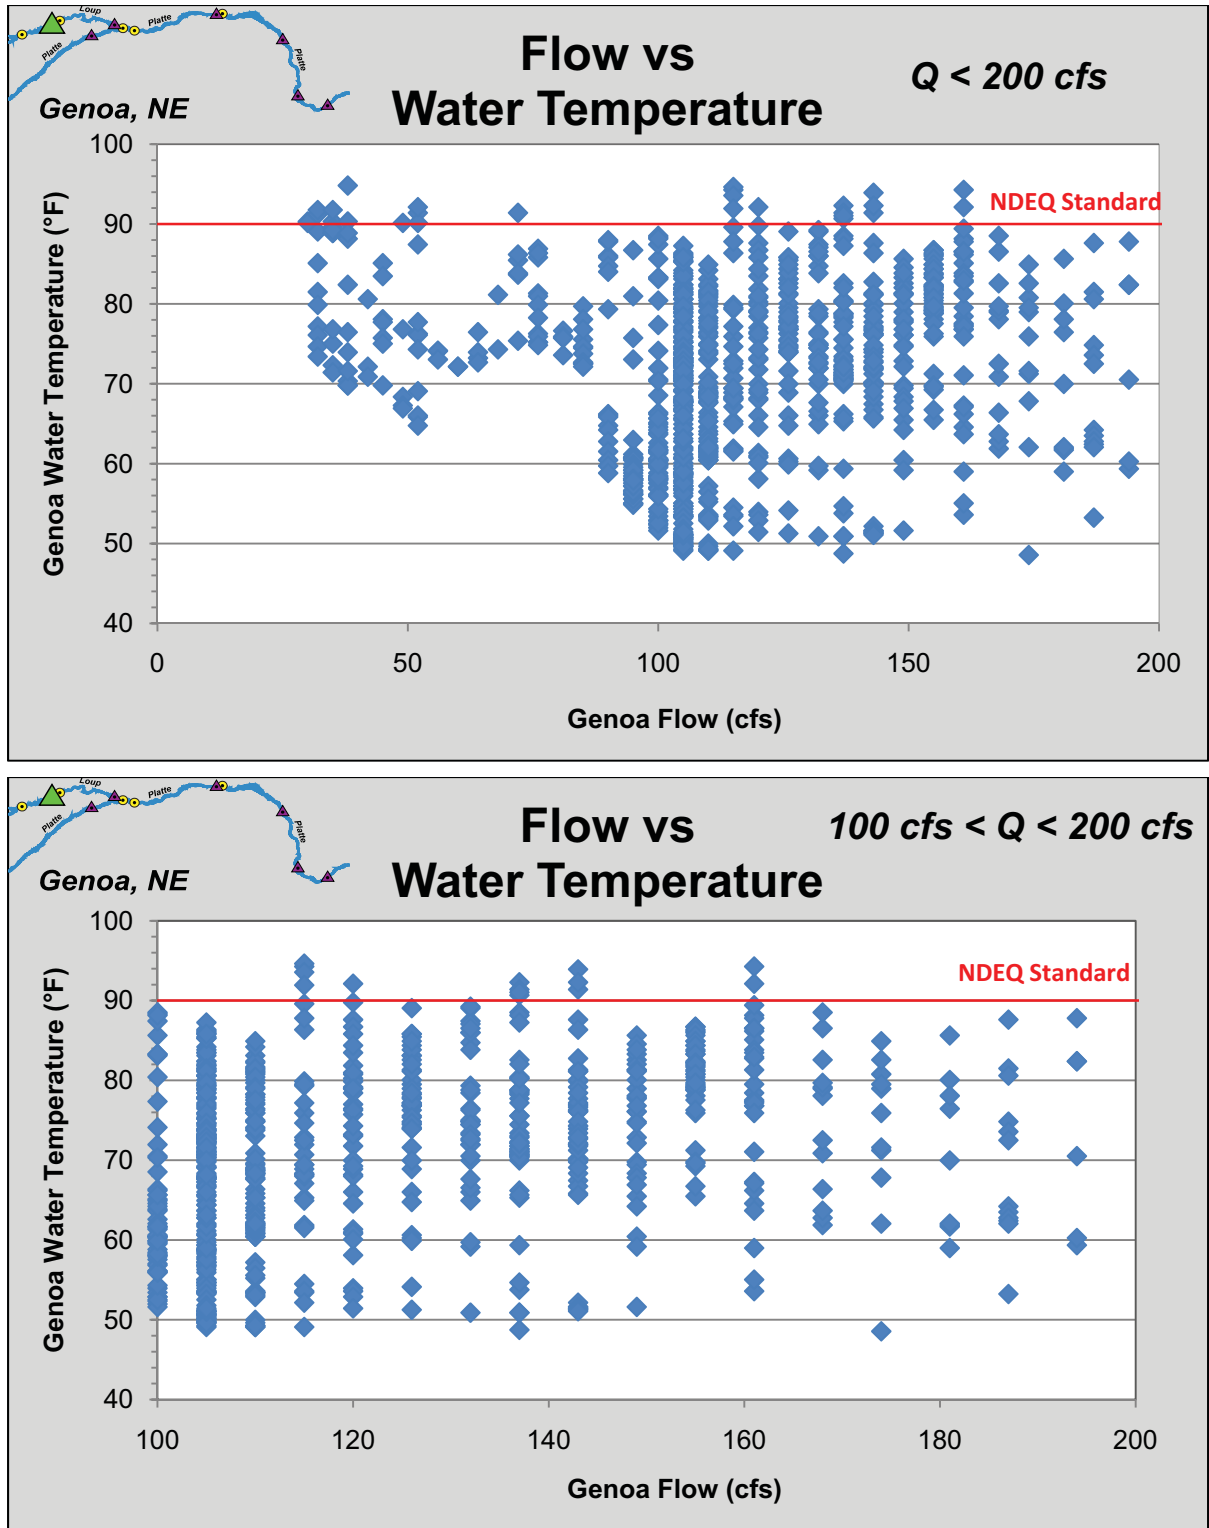 Loup
Platte
Platte
Platte
Genoa, NE
Flow vs
Water Temperature
Q < 200 cfs
NDEQ Standard
Genoa Water Temperature (°F)
100
90
80
70
60
50
40
0 50 100 150 200
Genoa Flow (cfs)
Loup
Platte
Platte
Platte
Genoa, NE
Flow vs
Water Temperature
100 cfs < Q < 200 cfs
NDEQ Standard
Genoa Water Temperature (°F)
100
90
80
70
60
50
40
100 120 140 160 180 200
Genoa Flow (cfs)